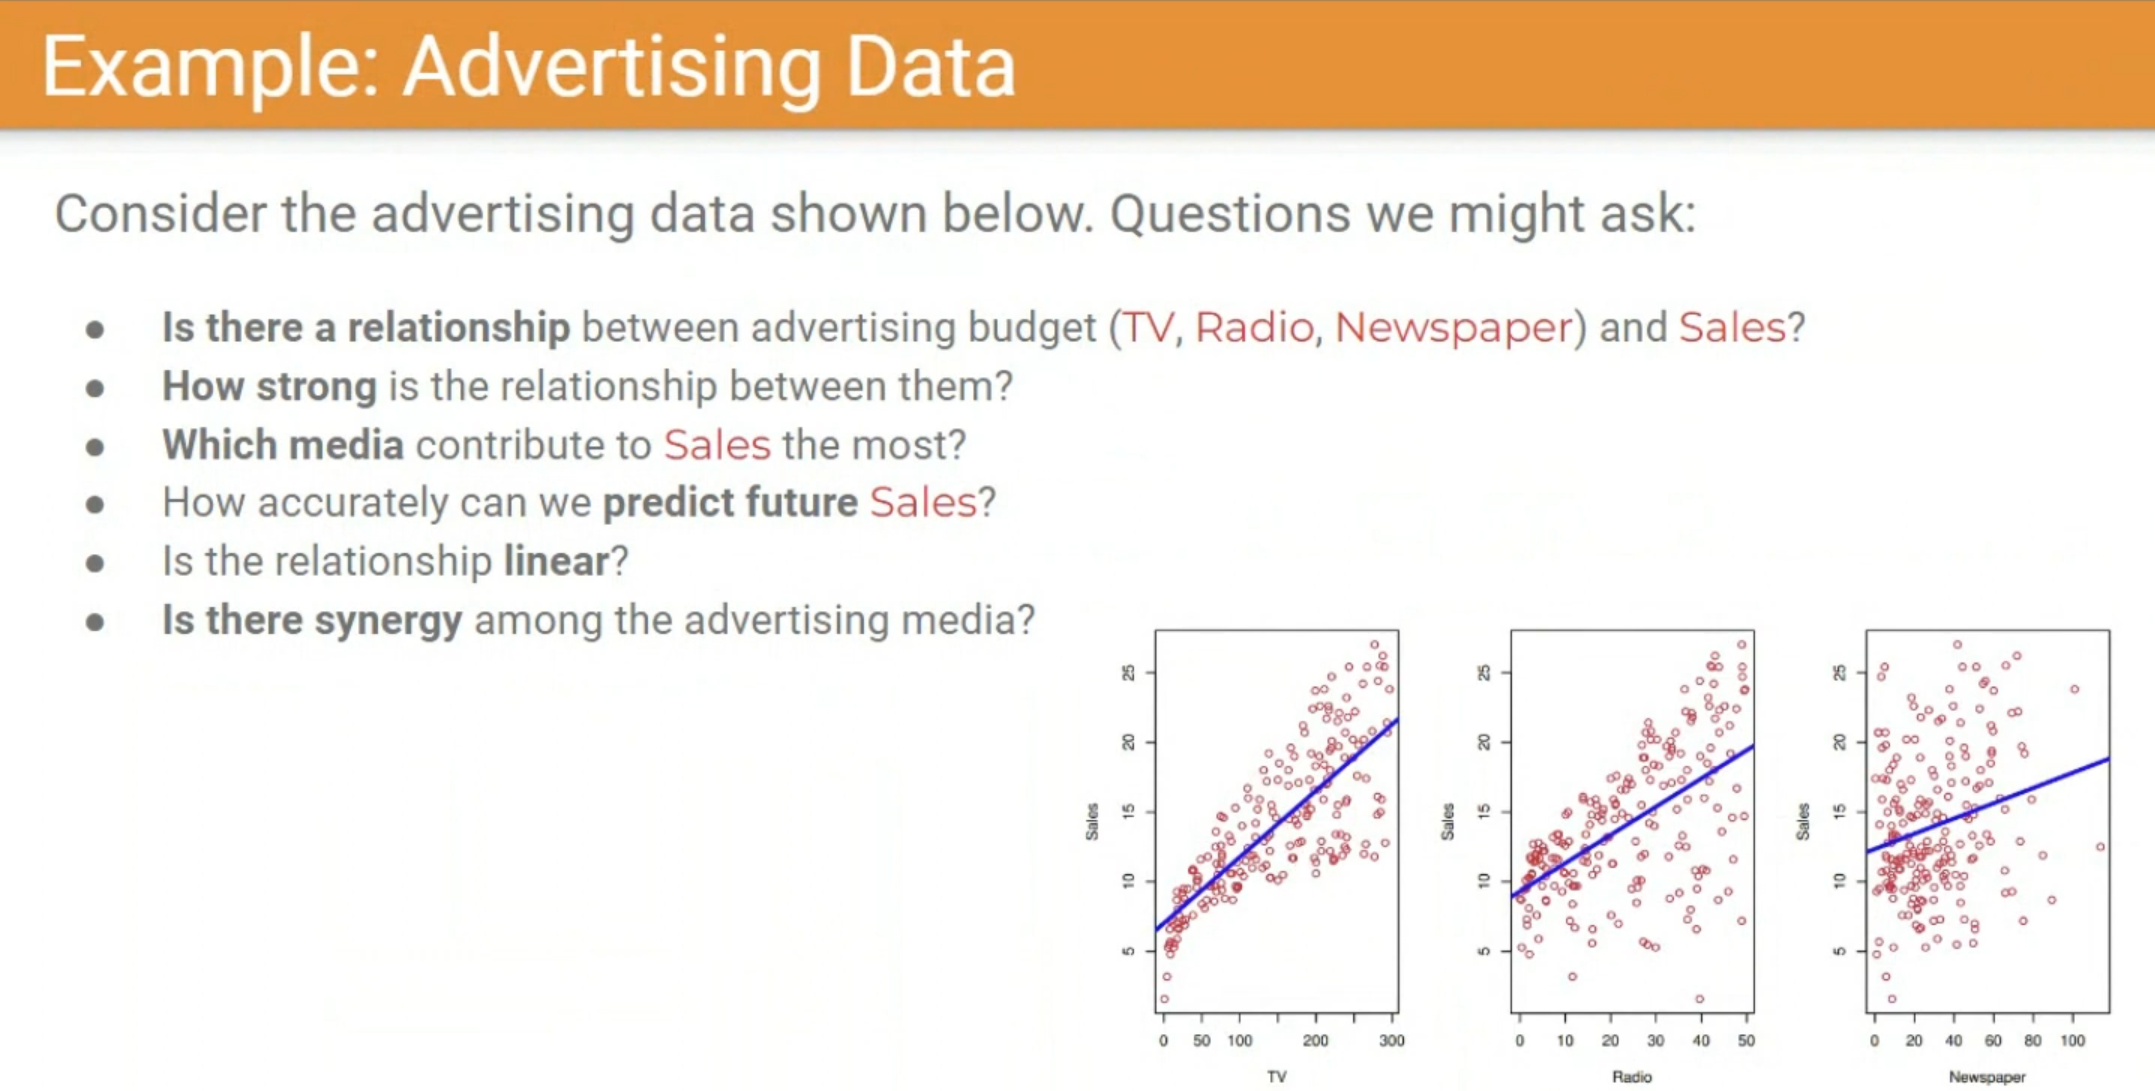 Example: Advertising Data
Consider the advertising data shown below. Questions we might ask:
● Is there a relationship between advertising budget (TV, Radio, Newspaper) and Sales?
● How strong is the relationship between them?
● Which media contribute to Sales the most?
● How accurately can we predict future Sales?
● Is the relationship linear?
● Is there synergy among the advertising media?
Sales
25
20
15
10
5
0 50 100 200 300
TV
Sales
25
20
15
10
5
0 10 20 30 40 50
Radio
Sales
25
20
15
10
5
0 20 40 60 80 100
Newspaper